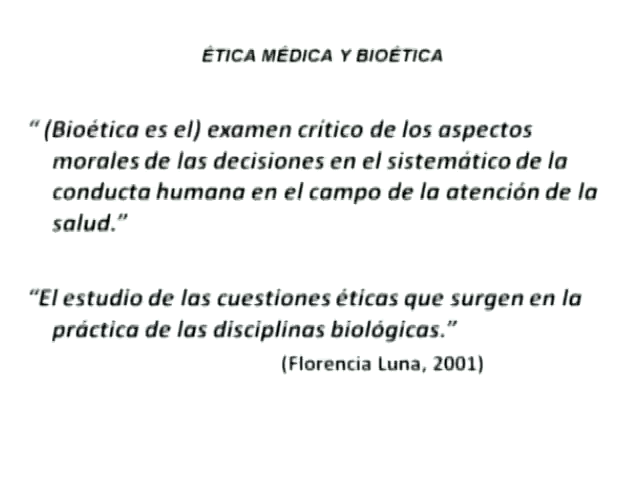 ÉTICA MÉDICA Y BIOÉTICA
“ (Bioética es el) examen crítico de los aspectos
morales de las decisiones en el sistemático de la
conducta humana en el campo de la atención de la
salud.”
“El estudio de las cuestiones éticas que surgen en la
práctica de las disciplinas biológicas.”
(Florencia Luna, 2001)